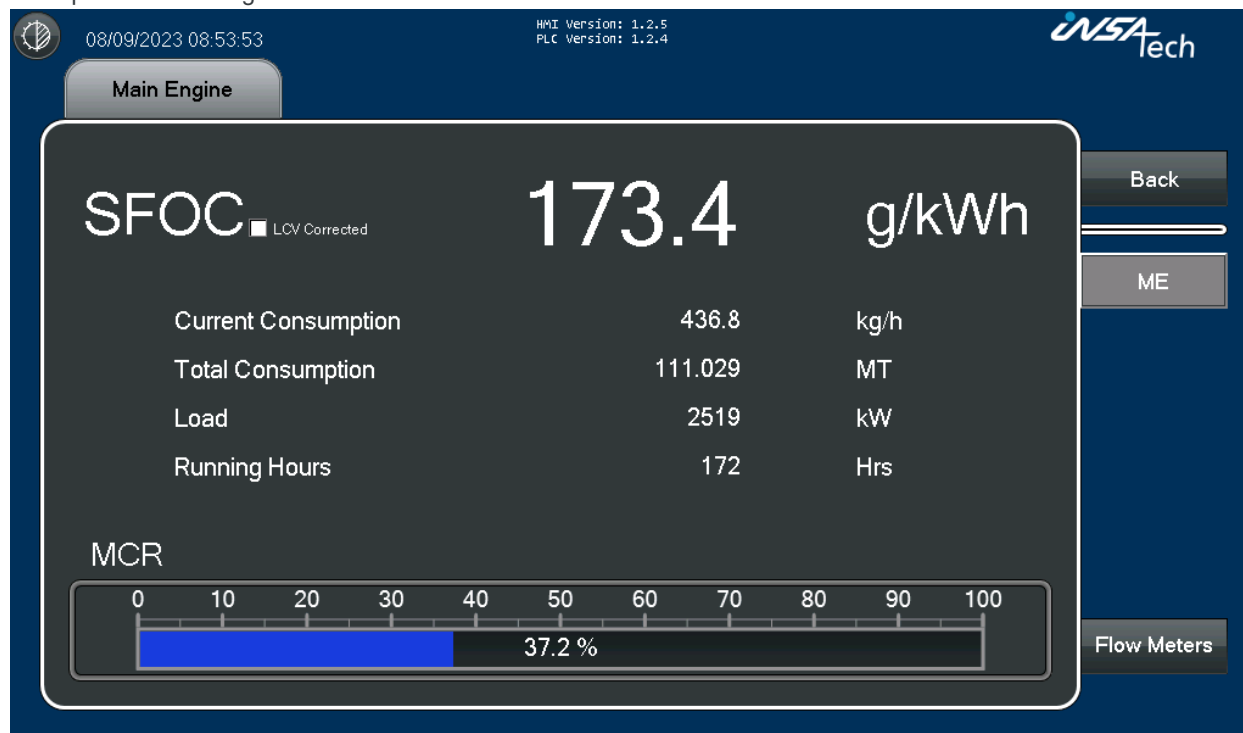 HMI Version: 1.2.5
08/09/2023 08:53:53
PLC Version: 1.2.4
iNSATech
Main Engine
Back
SFOC LCV Corrected 173.4 g/kWh
ME
Current Consumption 436.8 kg/h
Total Consumption 111.029 MT
Load 2519 kW
Running Hours 172 Hrs
MCR
0 10 20 30 40 50 60 70 80 90 100
37.2 %
Flow Meters